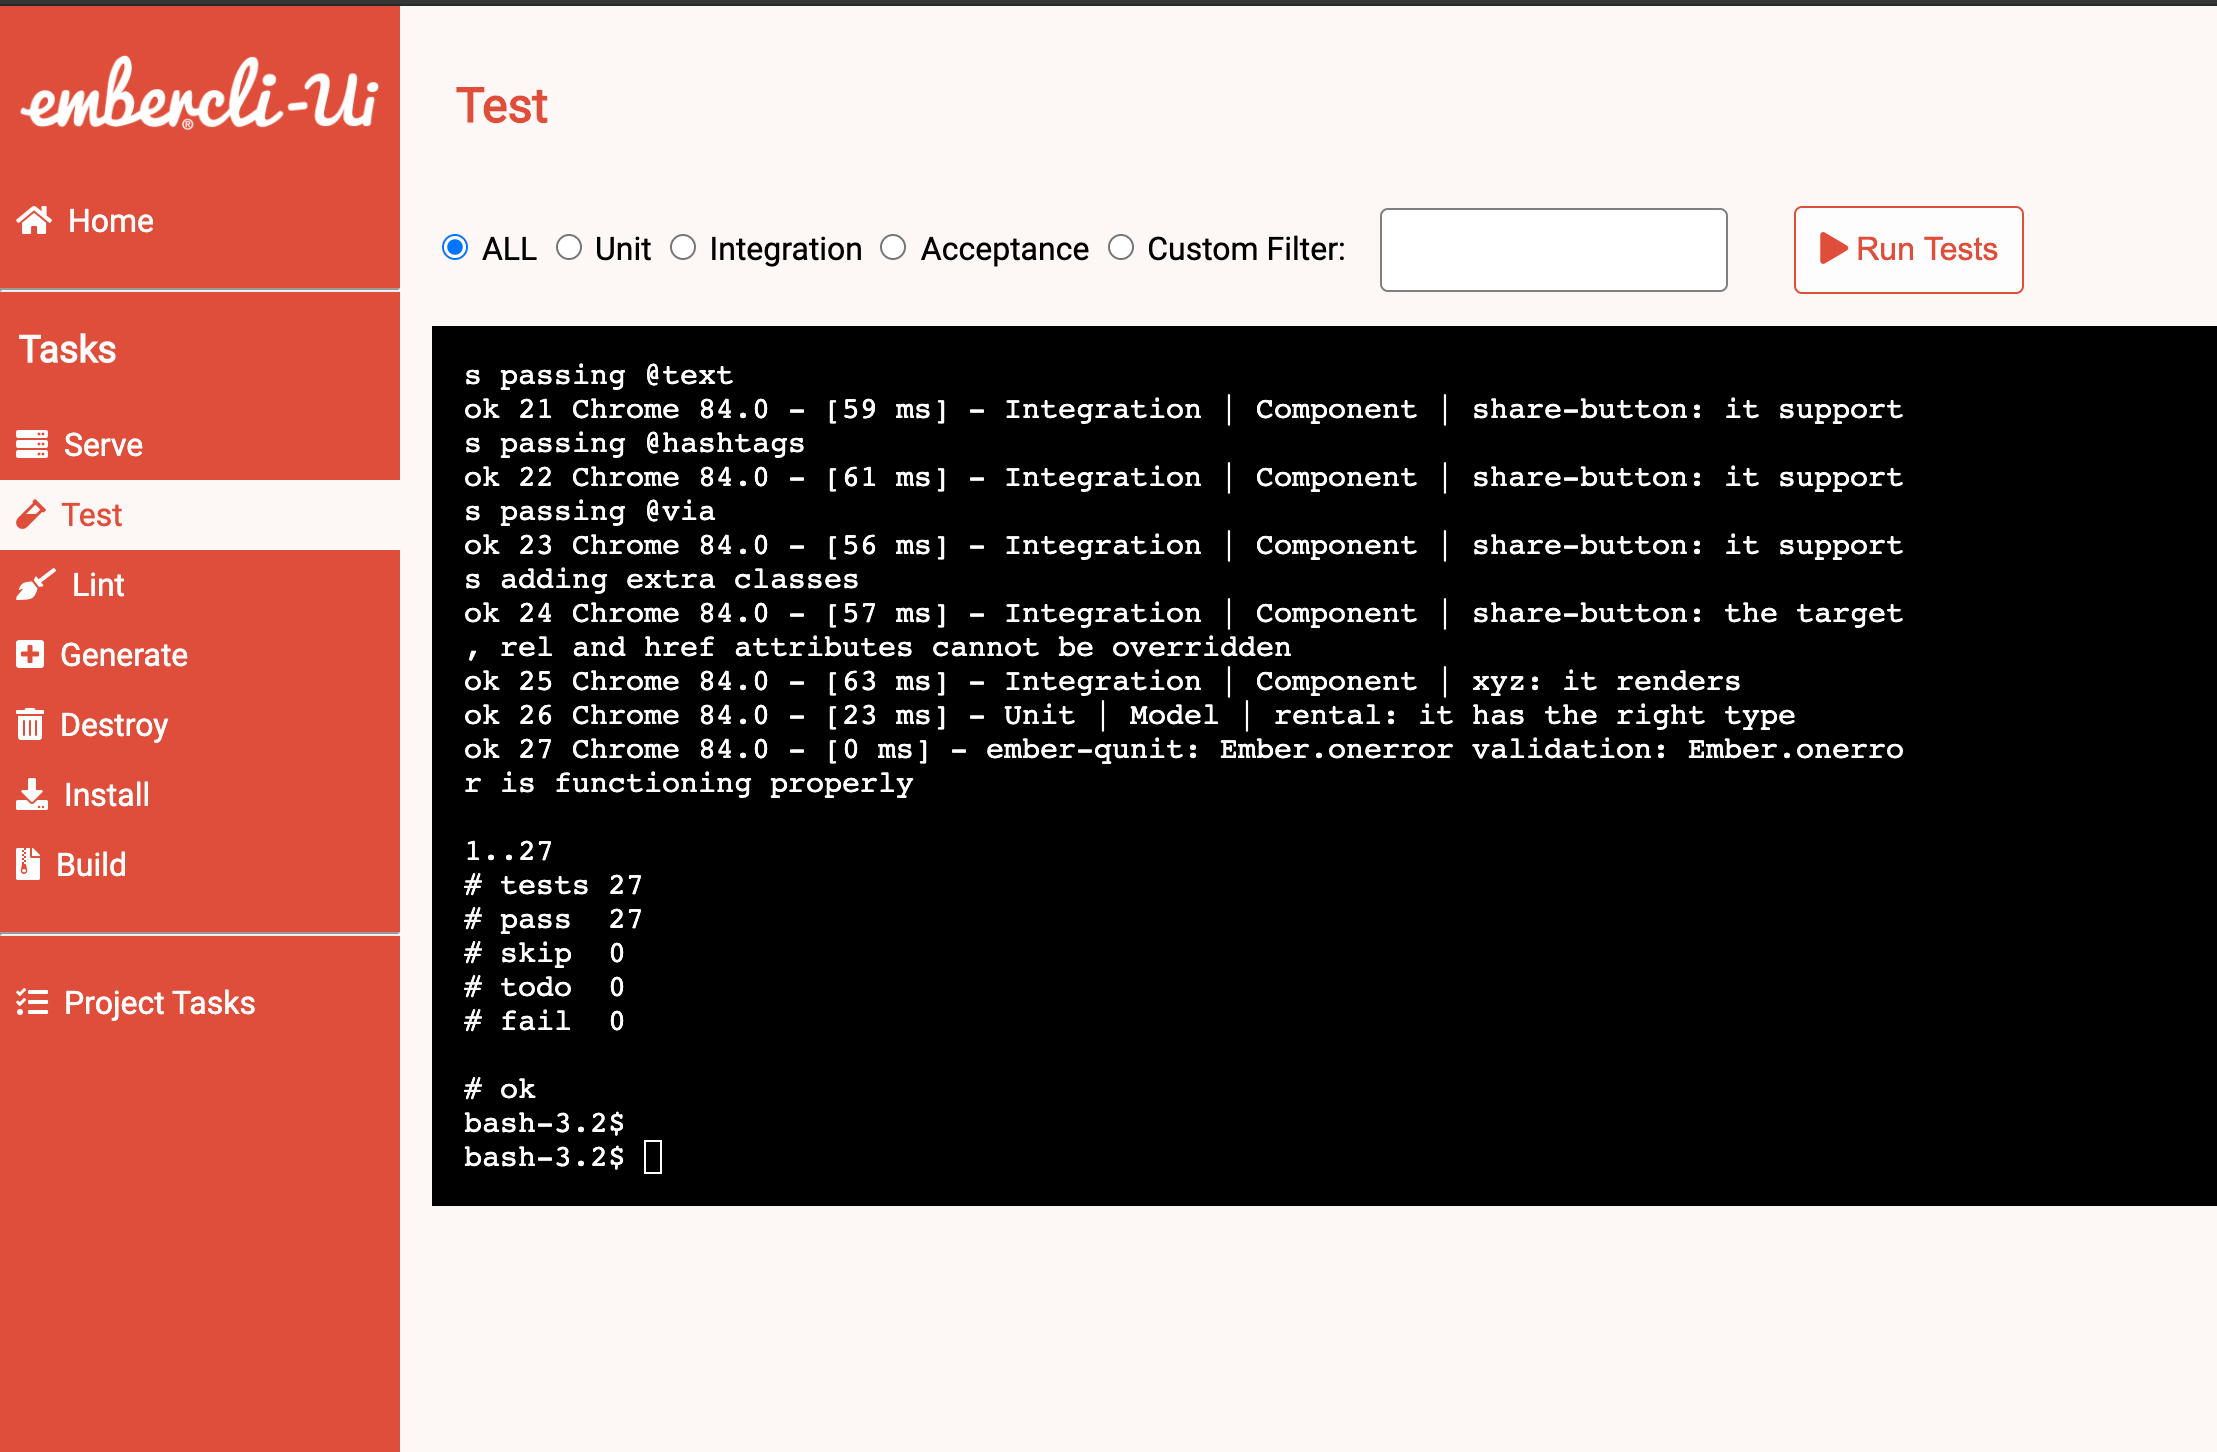 embercli-Ui
®
Home
Tasks
Serve
Test
Lint
Generate
Destroy
Install
Build
Project Tasks
Test
ALL Unit Integration Acceptance Custom Filter:
Run Tests
s passing @text
ok 21 Chrome 84.0 - [59 ms] - Integration | Component | share-button: it support
s passing @hashtags
ok 22 Chrome 84.0 - [61 ms] - Integration | Component | share-button: it support
s passing @via
ok 23 Chrome 84.0 - [56 ms] - Integration | Component | share-button: it support
s adding extra classes
ok 24 Chrome 84.0 - [57 ms] - Integration | Component | share-button: the target
, rel and href attributes cannot be overridden
ok 25 Chrome 84.0 - [63 ms] - Integration | Component | xyz: it renders
ok 26 Chrome 84.0 - [23 ms] - Unit | Model | rental: it has the right type
ok 27 Chrome 84.0 - [0 ms] - ember-qunit: Ember.onerror validation: Ember.onerro
r is functioning properly
1..27
# tests 27
# pass  27
# skip  0
# todo  0
# fail  0
# ok
bash-3.2$
bash-3.2$